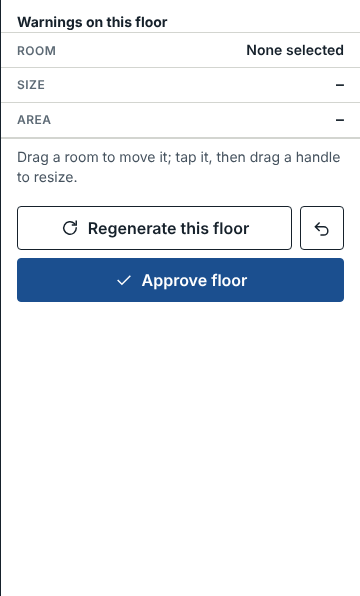 Warnings on this floor
ROOM None selected
SIZE –
AREA –
Drag a room to move it; tap it, then drag a handle
to resize.
Regenerate this floor
Approve floor